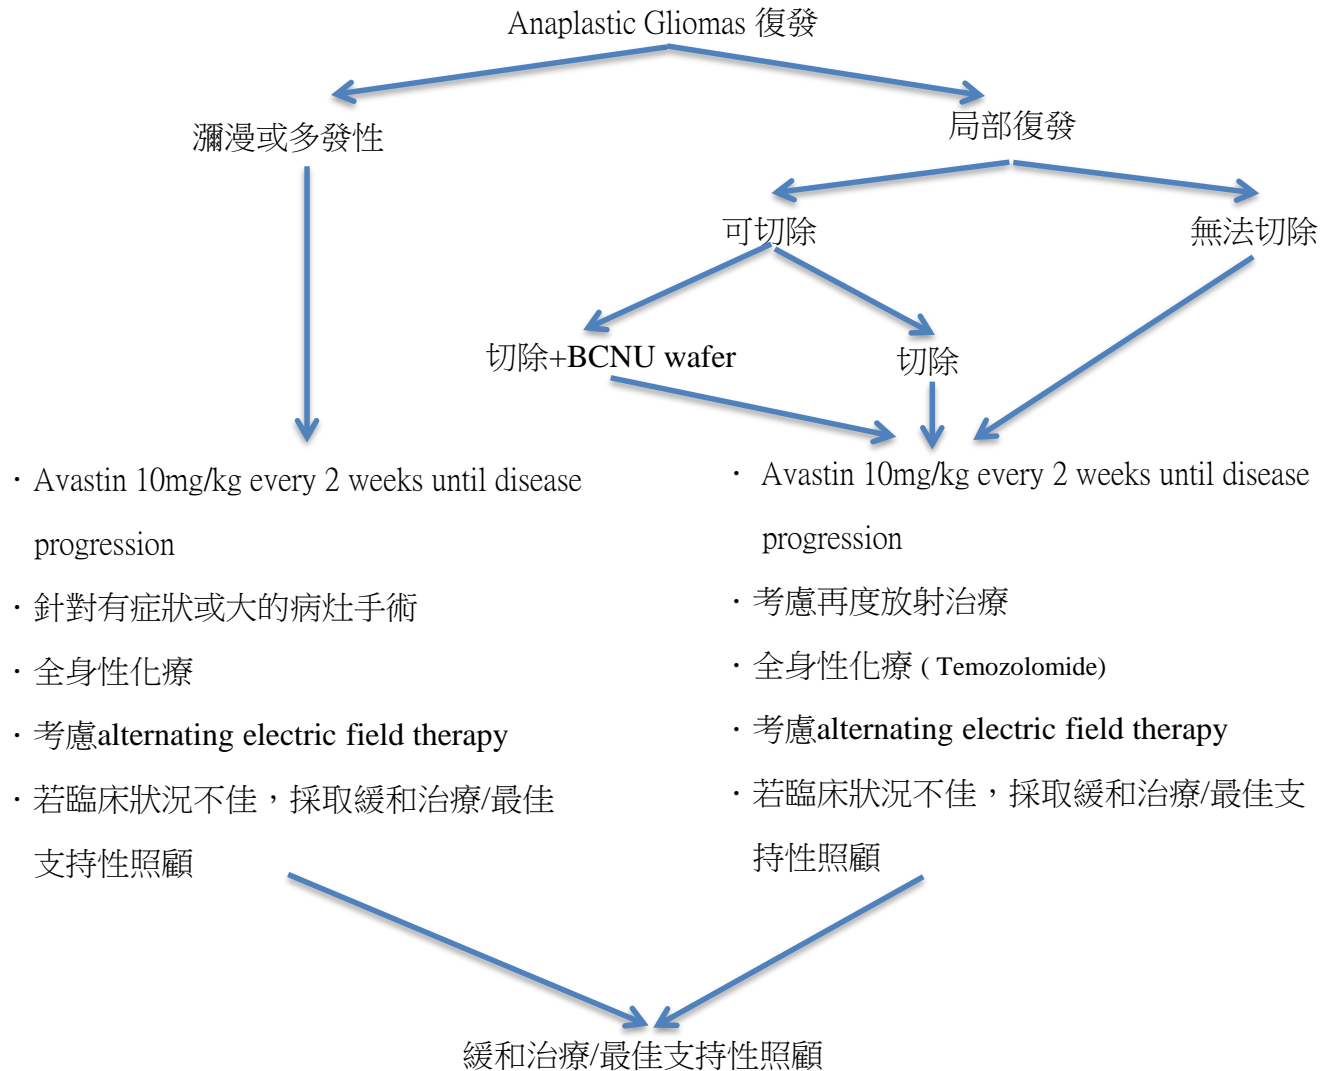 Anaplastic Gliomas 復發
瀰漫或多發性
局部復發
可切除
無法切除
切除+BCNU wafer
切除
· Avastin 10mg/kg every 2 weeks until disease
progression
· 針對有症狀或大的病灶手術
· 全身性化療
· 考慮alternating electric field therapy
· 若臨床狀況不佳，採取緩和治療/最佳
支持性照顧
· Avastin 10mg/kg every 2 weeks until disease
progression
· 考慮再度放射治療
· 全身性化療 ( Temozolomide)
· 考慮alternating electric field therapy
· 若臨床狀況不佳，採取緩和治療/最佳支
持性照顧
緩和治療/最佳支持性照顧